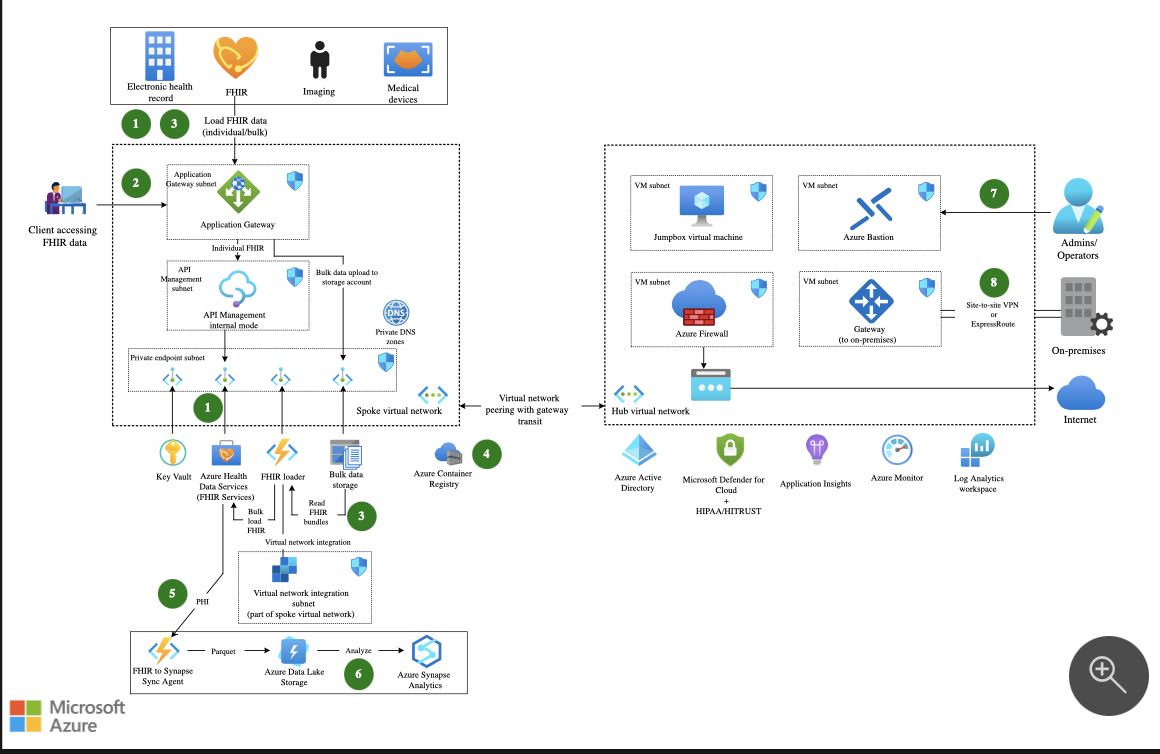 Electronic health
record
FHIR
Imaging
Medical
devices
1
3
Load FHIR data
(individual/bulk)
2
Client accessing
FHIR data
Application
Gateway subnet
Application Gateway
Individual FHIR
API
Management
subnet
API Management
internal mode
Bulk data upload to
storage account
DNS
Private DNS
zones
Private endpoint subnet
1
Spoke virtual network
Virtual network
peering with gateway
transit
VM subnet
Jumpbox virtual machine
VM subnet
Azure Bastion
7
Admins/
Operators
VM subnet
Azure Firewall
VM subnet
Gateway
(to on-premises)
8
Site-to-site VPN
or
ExpressRoute
On-premises
Hub virtual network
Internet
Key Vault
Azure Health
Data Services
(FHIR Services)
FHIR loader
Bulk data
storage
Azure Container
Registry
4
Azure Active
Directory
Microsoft Defender for
Cloud
+
HIPAA/HITRUST
Application Insights
Azure Monitor
Log Analytics
workspace
Bulk
load
FHIR
Read
FHIR
bundles
3
Virtual network integration
Virtual network integration
subnet
(part of spoke virtual network)
5
PHI
FHIR to Synapse
Sync Agent
Parquet
Azure Data Lake
Storage
Analyze
6
Azure Synapse
Analytics
Microsoft
Azure